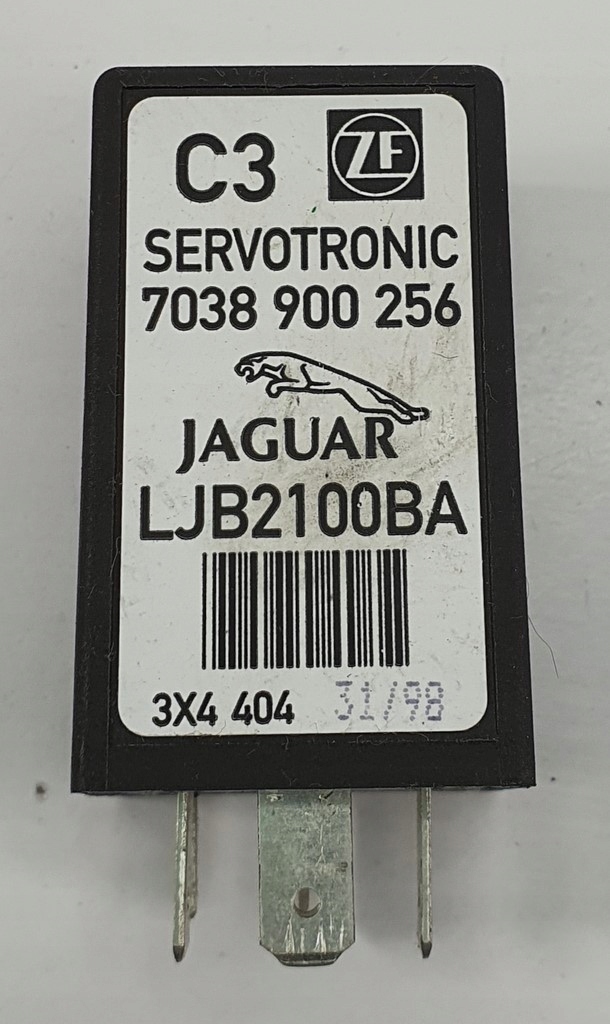 C3 ZF
SERVOTRONIC
7038 900 256
JAGUAR
LJB2100BA
3X4 404 31/98